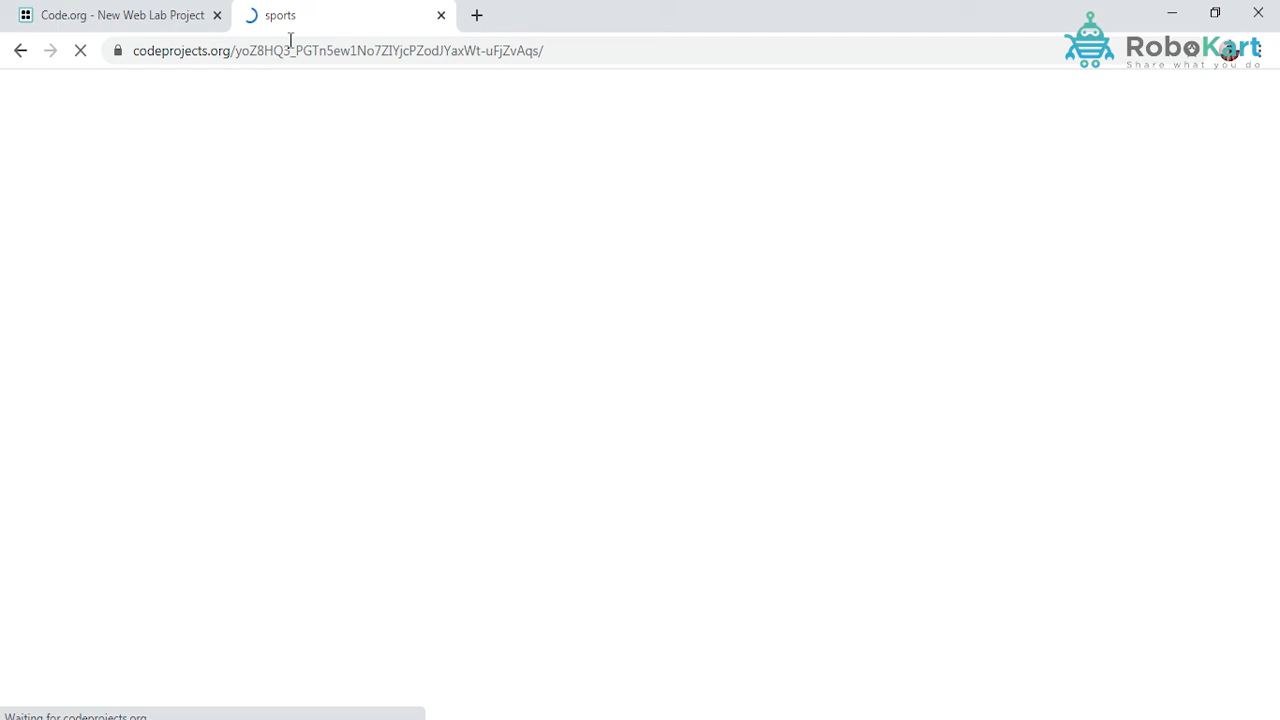 Code.org - New Web Lab Project
sports
codeprojects.org/yoZ8HQ3_PGTn5ew1No7ZIYjcPZodJYaxWt-uFjZvAqs/
RoboKart
Share what you do
Waiting for codeprojects.org